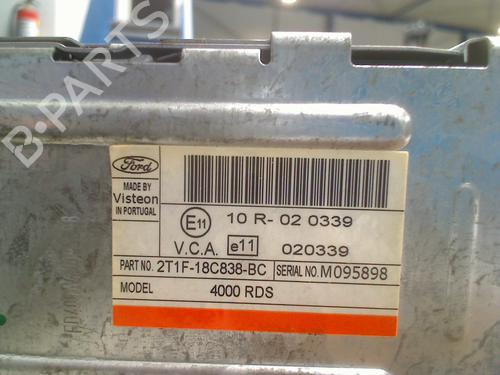 B-PARTS
Ford
MADE BY
Visteon
IN PORTUGAL
E11
10 R- 02 0339
V.C.A. e11 020339
PART NO. 2T1F-18C838-BC SERIAL NO. M095898
MODEL 4000 RDS